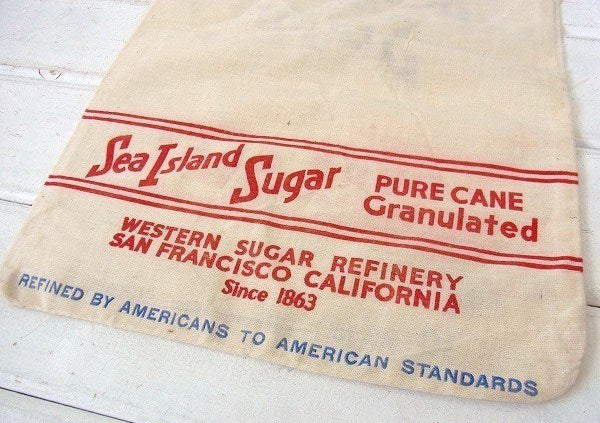 Sea Island Sugar
PURE CANE
Granulated
WESTERN SUGAR REFINERY
SAN FRANCISCO CALIFORNIA
Since 1863
REFINED BY AMERICANS TO AMERICAN STANDARDS